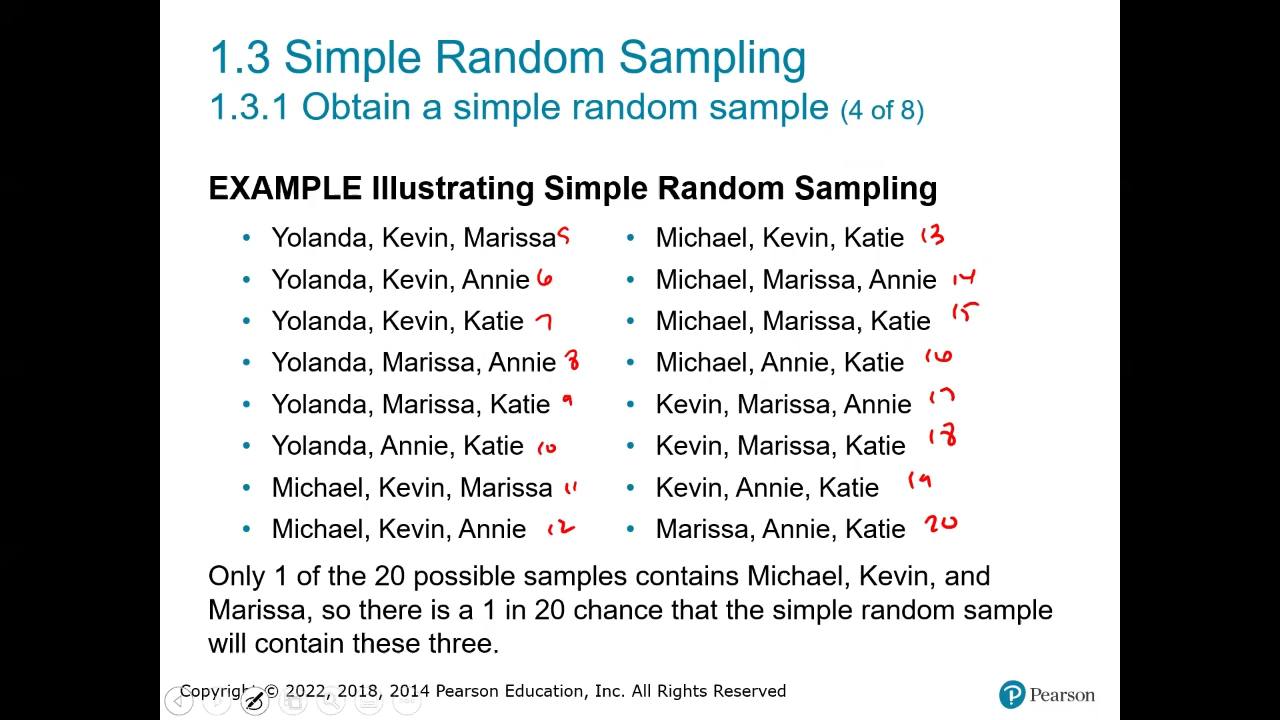 1.3 Simple Random Sampling
1.3.1 Obtain a simple random sample (4 of 8)
EXAMPLE Illustrating Simple Random Sampling
• Yolanda, Kevin, Marissa 5
• Yolanda, Kevin, Annie 6
• Yolanda, Kevin, Katie 7
• Yolanda, Marissa, Annie 8
• Yolanda, Marissa, Katie 9
• Yolanda, Annie, Katie 10
• Michael, Kevin, Marissa 11
• Michael, Kevin, Annie 12
• Michael, Kevin, Katie 13
• Michael, Marissa, Annie 14
• Michael, Marissa, Katie 15
• Michael, Annie, Katie 16
• Kevin, Marissa, Annie 17
• Kevin, Marissa, Katie 18
• Kevin, Annie, Katie 19
• Marissa, Annie, Katie 20
Only 1 of the 20 possible samples contains Michael, Kevin, and
Marissa, so there is a 1 in 20 chance that the simple random sample
will contain these three.
Copyright © 2022, 2018, 2014 Pearson Education, Inc. All Rights Reserved
P Pearson